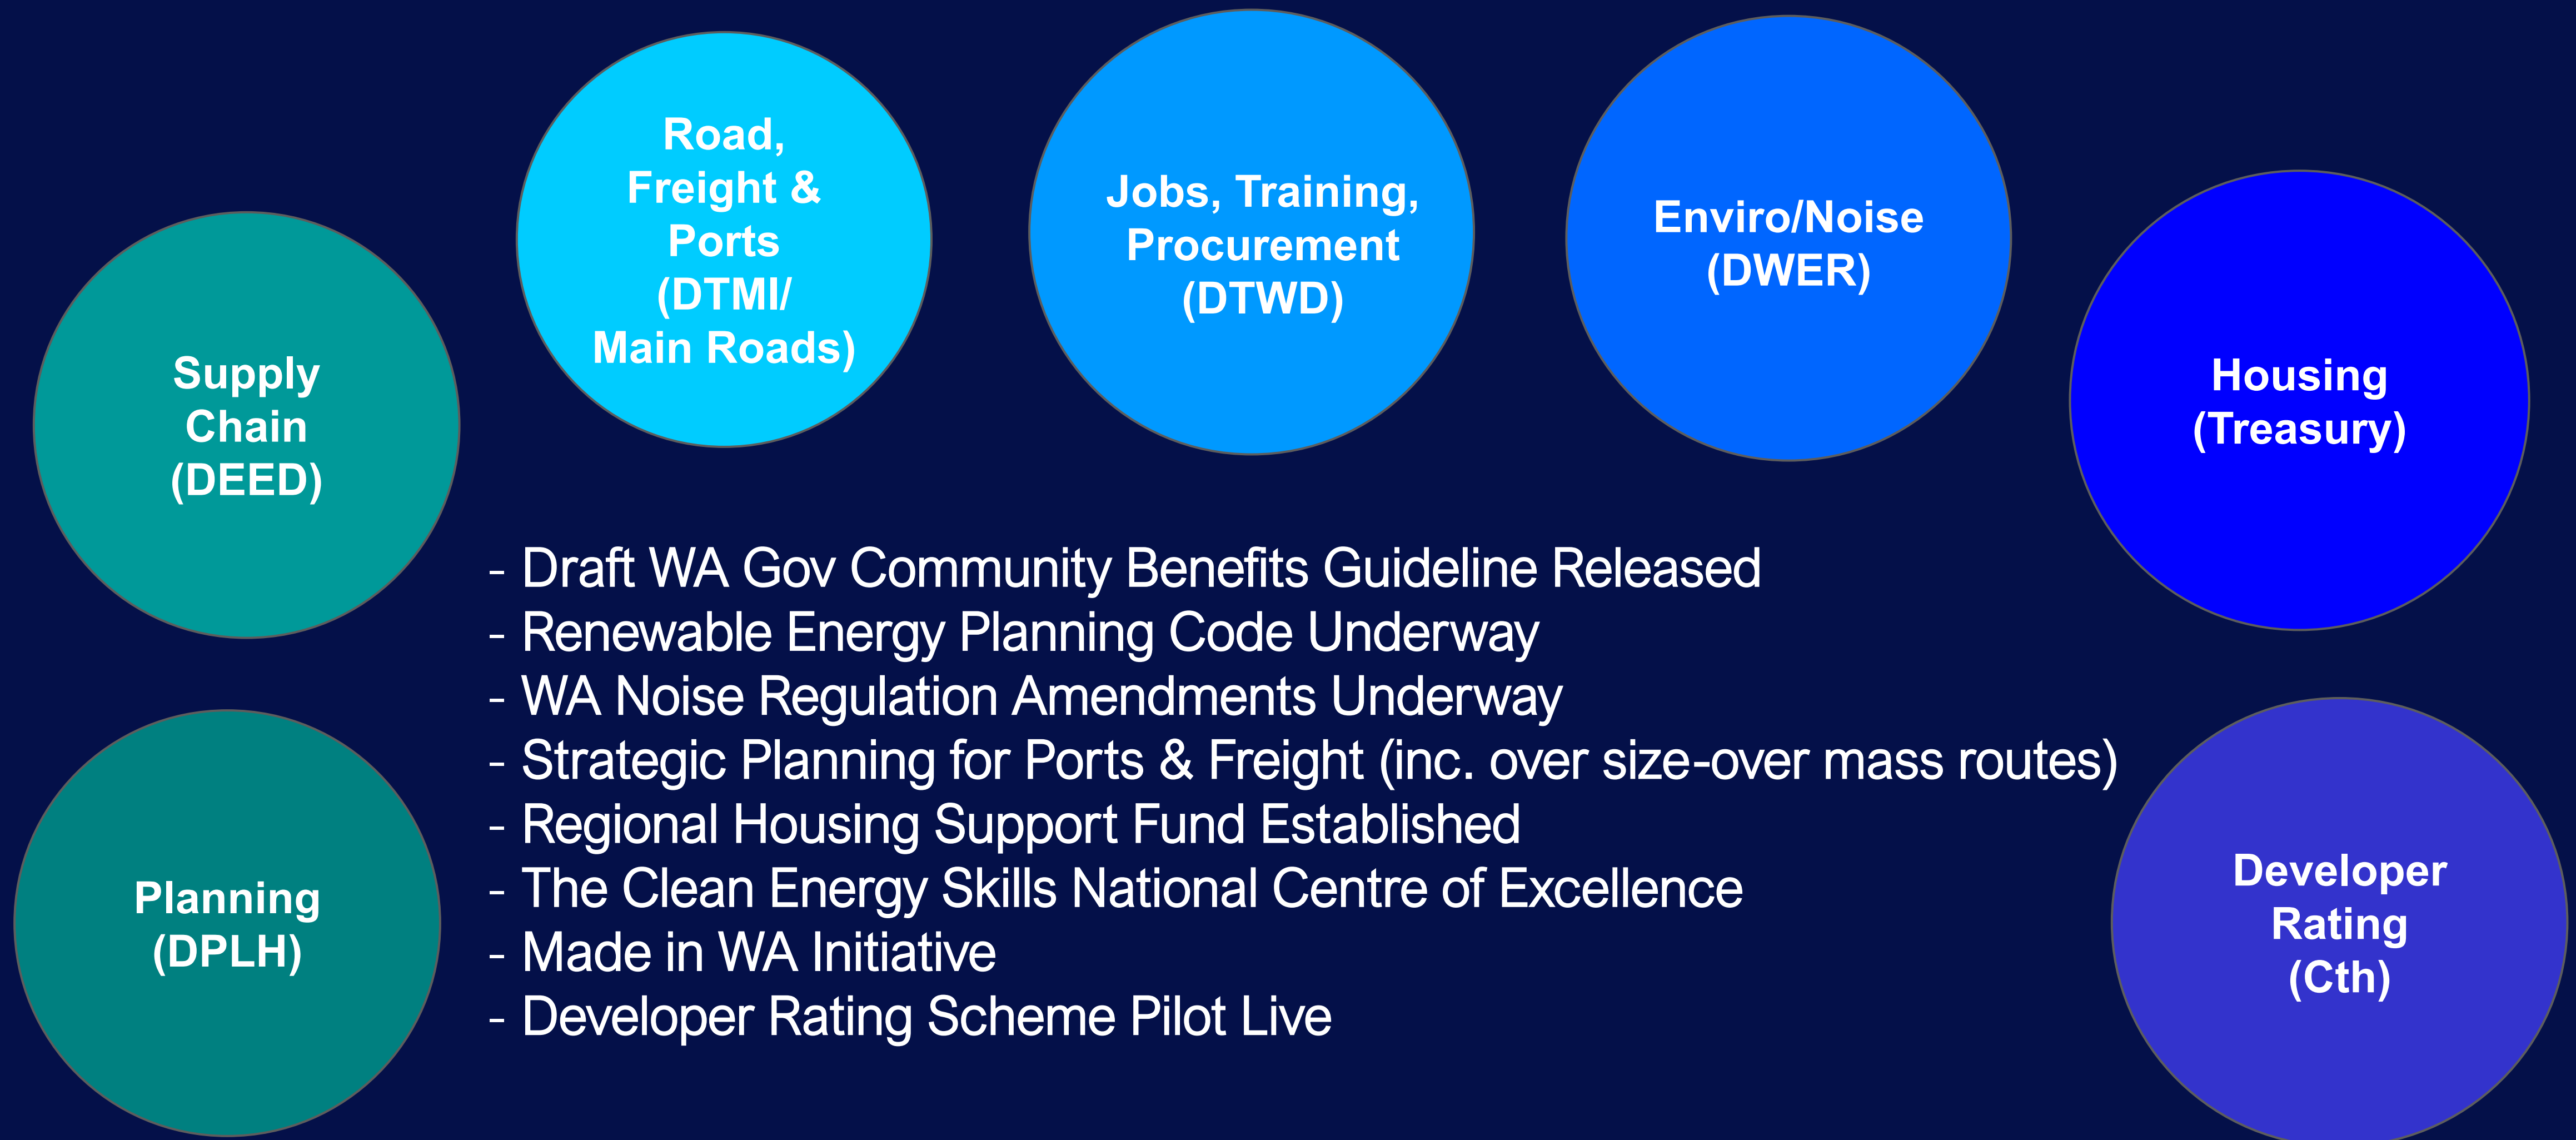 Road,
Freight &
Ports
(DTMI/
Main Roads)
Jobs, Training,
Procurement
(DTWD)
Enviro/Noise
(DWER)
Supply
Chain
(DEED)
Housing
(Treasury)
- Draft WA Gov Community Benefits Guideline Released
- Renewable Energy Planning Code Underway
- WA Noise Regulation Amendments Underway
- Strategic Planning for Ports & Freight (inc. over size-over mass routes)
- Regional Housing Support Fund Established
- The Clean Energy Skills National Centre of Excellence
- Made in WA Initiative
- Developer Rating Scheme Pilot Live
Planning
(DPLH)
Developer
Rating
(Cth)